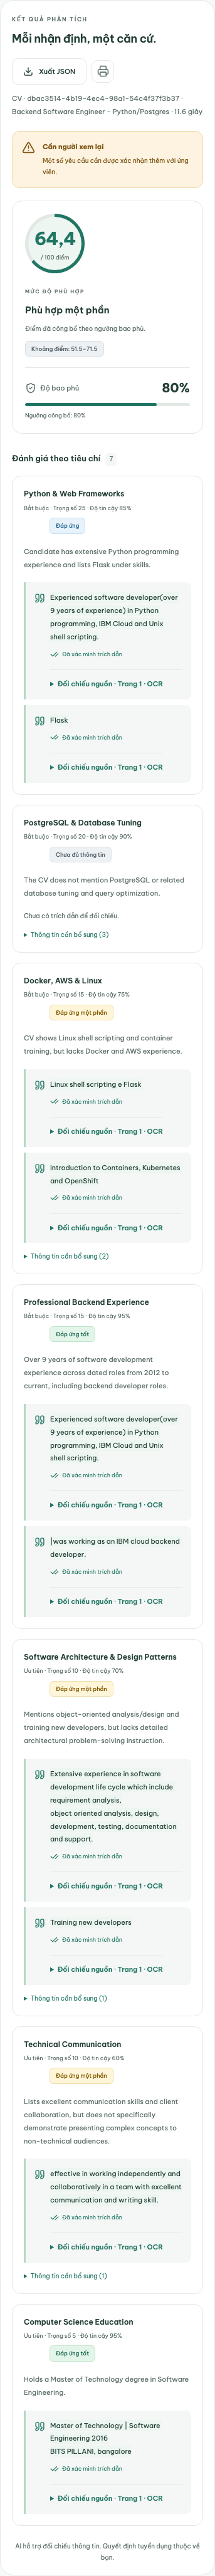 KẾT QUẢ PHÂN TÍCH
Mỗi nhận định, một căn cứ.
Xuất JSON
CV · dbac3514-4b19-4ec4-98a1-54c4f37f3b37 ·
Backend Software Engineer - Python/Postgres · 11.6 giây
Cần người xem lại
Một số yêu cầu cần được xác nhận thêm với ứng
viên.
64,4
/ 100 điểm
MỨC ĐỘ PHÙ HỢP
Phù hợp một phần
Điểm đã công bố theo ngưỡng bao phủ.
Khoảng điểm: 51.5–71.5
Độ bao phủ
80%
Ngưỡng công bố: 80%
Đánh giá theo tiêu chí 7
Python & Web Frameworks
Bắt buộc · Trọng số 25 · Độ tin cậy 85%
Đáp ứng
Candidate has extensive Python programming
experience and lists Flask under skills.
Experienced software developer(over
9 years of experience) in Python
programming, IBM Cloud and Unix
shell scripting.
Đã xác minh trích dẫn
▶ Đối chiếu nguồn · Trang 1 · OCR
Flask
Đã xác minh trích dẫn
▶ Đối chiếu nguồn · Trang 1 · OCR
PostgreSQL & Database Tuning
Bắt buộc · Trọng số 20 · Độ tin cậy 90%
Chưa đủ thông tin
The CV does not mention PostgreSQL or related
database tuning and query optimization.
Chưa có trích dẫn để đối chiếu.
▶ Thông tin cần bổ sung (3)
Docker, AWS & Linux
Bắt buộc · Trọng số 15 · Độ tin cậy 75%
Đáp ứng một phần
CV shows Linux shell scripting and container
training, but lacks Docker and AWS experience.
Linux shell scripting e Flask
Đã xác minh trích dẫn
▶ Đối chiếu nguồn · Trang 1 · OCR
Introduction to Containers, Kubernetes
and OpenShift
Đã xác minh trích dẫn
▶ Đối chiếu nguồn · Trang 1 · OCR
▶ Thông tin cần bổ sung (2)
Professional Backend Experience
Bắt buộc · Trọng số 15 · Độ tin cậy 95%
Đáp ứng tốt
Over 9 years of software development
experience across dated roles from 2012 to
current, including backend developer roles.
Experienced software developer(over
9 years of experience) in Python
programming, IBM Cloud and Unix
shell scripting.
Đã xác minh trích dẫn
▶ Đối chiếu nguồn · Trang 1 · OCR
|was working as an IBM cloud backend
developer.
Đã xác minh trích dẫn
▶ Đối chiếu nguồn · Trang 1 · OCR
Software Architecture & Design Patterns
Ưu tiên · Trọng số 10 · Độ tin cậy 70%
Đáp ứng một phần
Mentions object-oriented analysis/design and
training new developers, but lacks detailed
architectural problem-solving instruction.
Extensive experience in software
development life cycle which include
requirement analysis,
object oriented analysis, design,
development, testing, documentation
and support.
Đã xác minh trích dẫn
▶ Đối chiếu nguồn · Trang 1 · OCR
Training new developers
Đã xác minh trích dẫn
▶ Đối chiếu nguồn · Trang 1 · OCR
▶ Thông tin cần bổ sung (1)
Technical Communication
Ưu tiên · Trọng số 10 · Độ tin cậy 60%
Đáp ứng một phần
Lists excellent communication skills and client
collaboration, but does not specifically
demonstrate presenting complex concepts to
non-technical audiences.
effective in working independently and
collaboratively in a team with excellent
communication and writing skill.
Đã xác minh trích dẫn
▶ Đối chiếu nguồn · Trang 1 · OCR
▶ Thông tin cần bổ sung (1)
Computer Science Education
Ưu tiên · Trọng số 5 · Độ tin cậy 95%
Đáp ứng tốt
Holds a Master of Technology degree in Software
Engineering.
Master of Technology | Software
Engineering 2016
BITS PILLANI, bangalore
Đã xác minh trích dẫn
▶ Đối chiếu nguồn · Trang 1 · OCR
AI hỗ trợ đối chiếu thông tin. Quyết định tuyển dụng thuộc về
bạn.